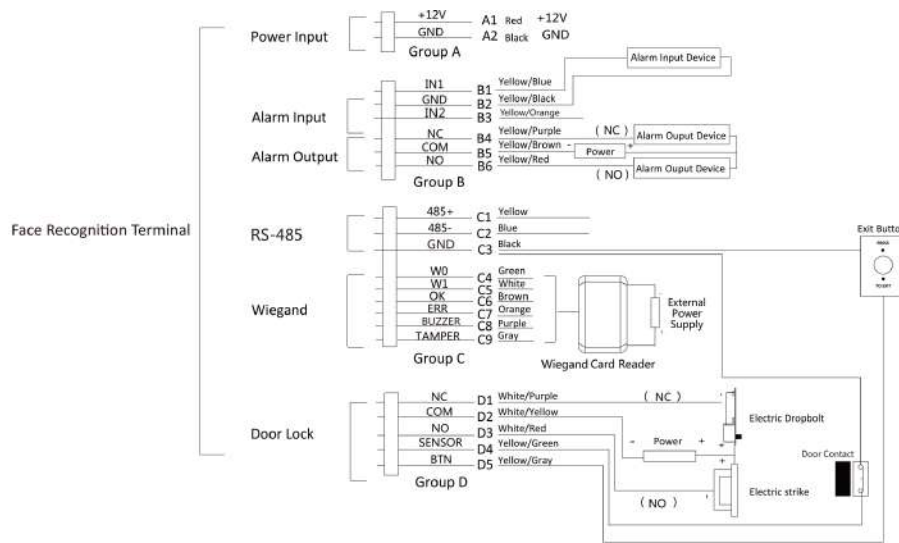 Face Recognition Terminal
Power Input
+12V A1 Red +12V
GND A2 Black GND
Group A
Alarm Input
Alarm Output
IN1 B1 Yellow/Blue
GND B2 Yellow/Black
IN2 B3 Yellow/Orange
NC B4 Yellow/Purple (NC)
COM B5 Yellow/Brown - Power +
NO B6 Yellow/Red (NO)
Group B
Alarm Input Device
Alarm Ouput Device
Alarm Ouput Device
RS-485
485+ C1 Yellow
485- C2 Blue
GND C3 Black
Wiegand
W0 C4 Green
W1 C5 White
OK C6 Brown
ERR C7 Orange
BUZZER C8 Purple
TAMPER C9 Gray
Group C
Wiegand Card Reader
External
Power
Supply
Exit Butto
TO EXIT
Door Lock
NC D1 White/Purple (NC)
COM D2 White/Yellow - Power +
NO D3 White/Red (NO)
SENSOR D4 Yellow/Green
BTN D5 Yellow/Gray
Group D
Electric Dropbolt
Electric strike
Door Contact